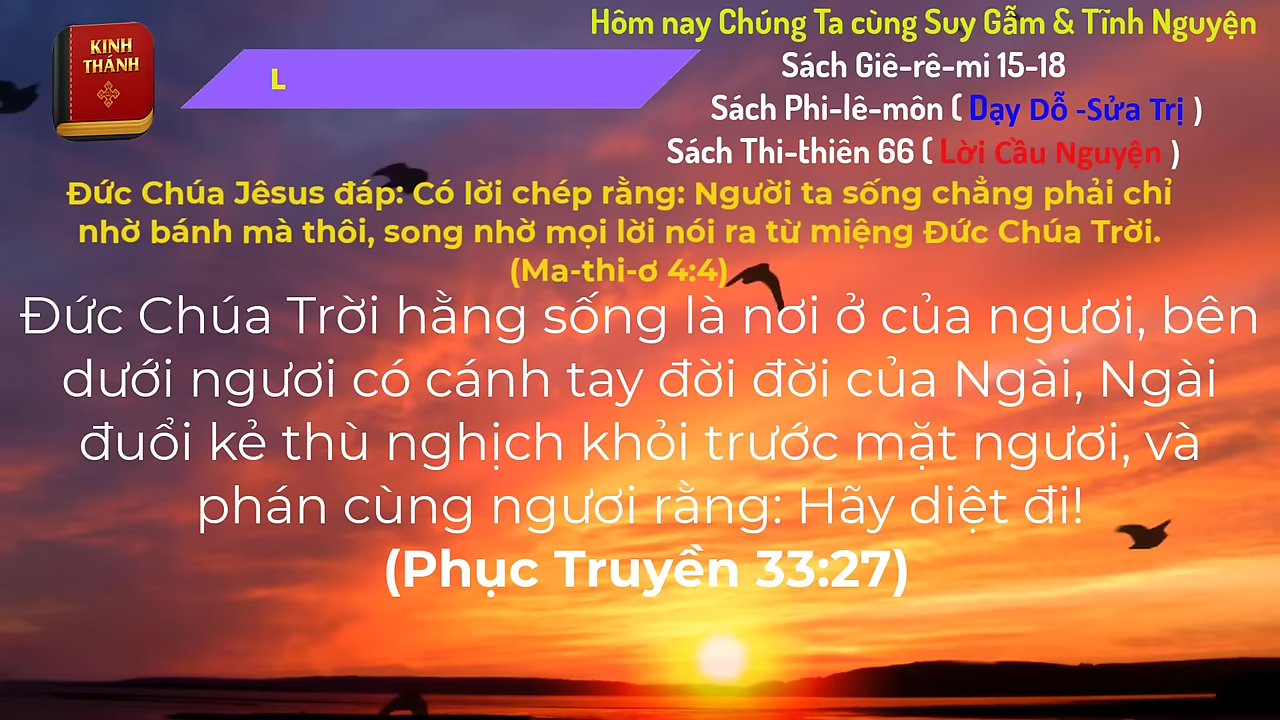 KINH
THÁNH
L
Hôm nay Chúng Ta cùng Suy Gẫm & Tĩnh Nguyện
Sách Giê-rê-mi 15-18
Sách Phi-lê-môn ( Dạy Dỗ -Sửa Trị )
Sách Thi-thiên 66 ( Lời Cầu Nguyện )
Đức Chúa Jêsus đáp: Có lời chép rằng: Người ta sống chẳng phải chỉ
nhờ bánh mà thôi, song nhờ mọi lời nói ra từ miệng Đức Chúa Trời.
(Ma-thi-ơ 4:4)
Đức Chúa Trời hằng sống là nơi ở của ngươi, bên
dưới ngươi có cánh tay đời đời của Ngài, Ngài
đuổi kẻ thù nghịch khỏi trước mặt ngươi, và
phán cùng ngươi rằng: Hãy diệt đi!
(Phục Truyền 33:27)